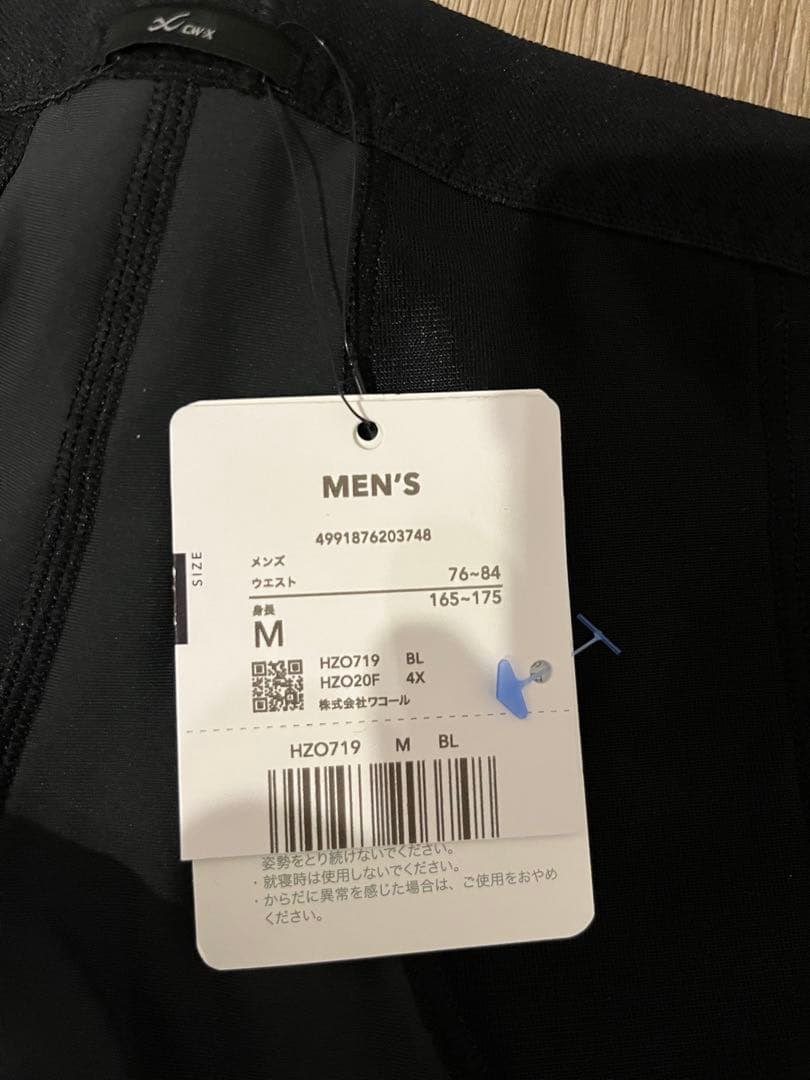 CW-X
MEN'S
4991876203748
SIZE
メンズ
ウエスト 76~84
身長 165~175
M
HZO719 BL
HZO20F 4X
株式会社ワコール
HZO719 M BL
姿勢をとり続けないでください。
・就寝時は使用しないでください。
・からだに異常を感じた場合は、ご使用をおやめ
ください。